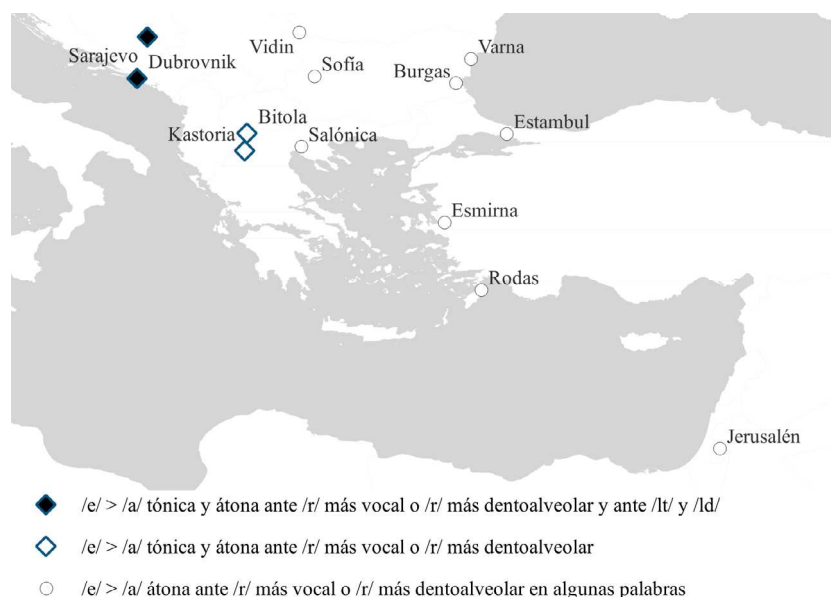 Vidin
Varna
Sarajevo
Dubrovnik
Sofía
Burgas
Bitola
Estambul
Kastoria
Salónica
Esmirna
Rodas
Jerusalén
/e/ > /a/ tónica y átona ante /r/ más vocal o /r/ más dentoalveolar y ante /lt/ y /ld/
/e/ > /a/ tónica y átona ante /r/ más vocal o /r/ más dentoalveolar
/e/ > /a/ átona ante /r/ más vocal o /r/ más dentoalveolar en algunas palabras